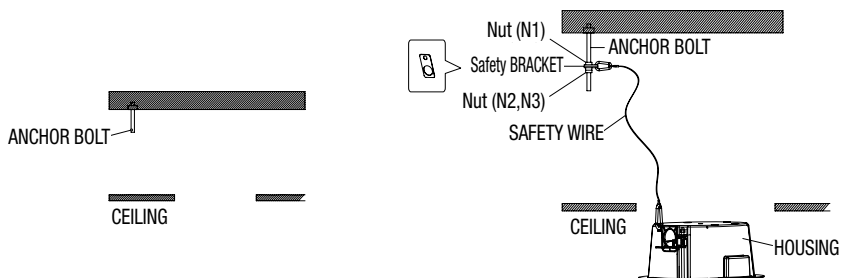 ANCHOR BOLT
CEILING
Nut (N1)
ANCHOR BOLT
Safety BRACKET
Nut (N2,N3)
SAFETY WIRE
CEILING
HOUSING